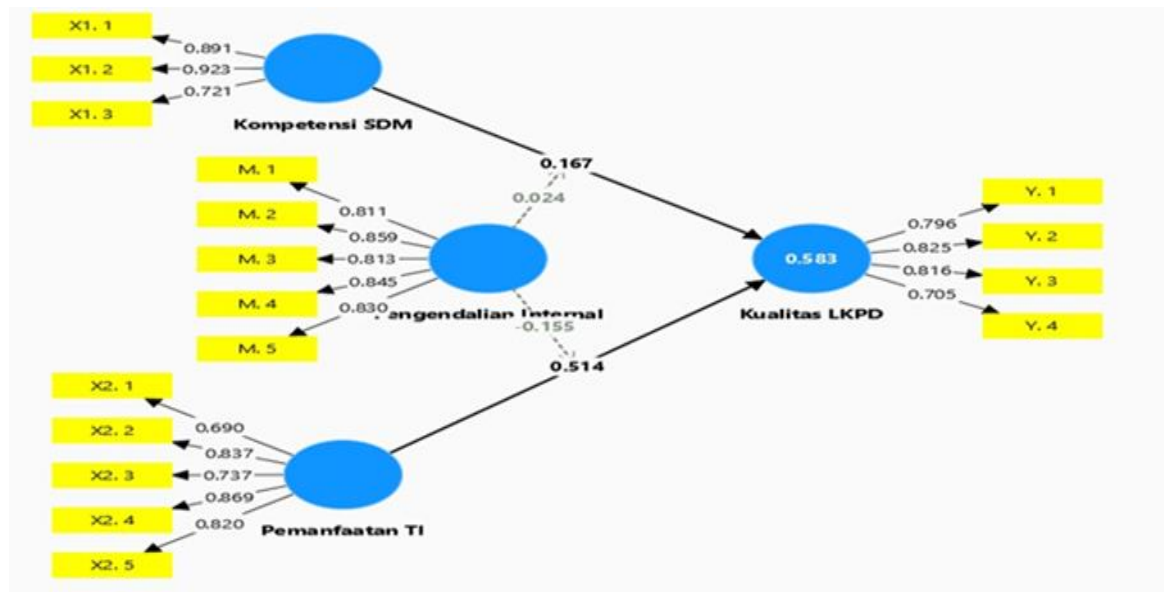 X1. 1
0.891
X1. 2
0.923
0.721
X1. 3
Kompetensi SDM
0.167
M. 1
0.024
0.811
M. 2
0.859
M. 3
0.813
0.845
M. 4
0.830
engendalian Internal
-0.155
M. 5
0.514
0.583
Kualitas LKPD
Y. 1
0.796
0.825
Y. 2
0.816
Y. 3
0.705
Y. 4
X2. 1
0.690
X2. 2
0.837
X2. 3
0.737
0.869
X2. 4
0.820
X2. 5
Pemanfaatan TI